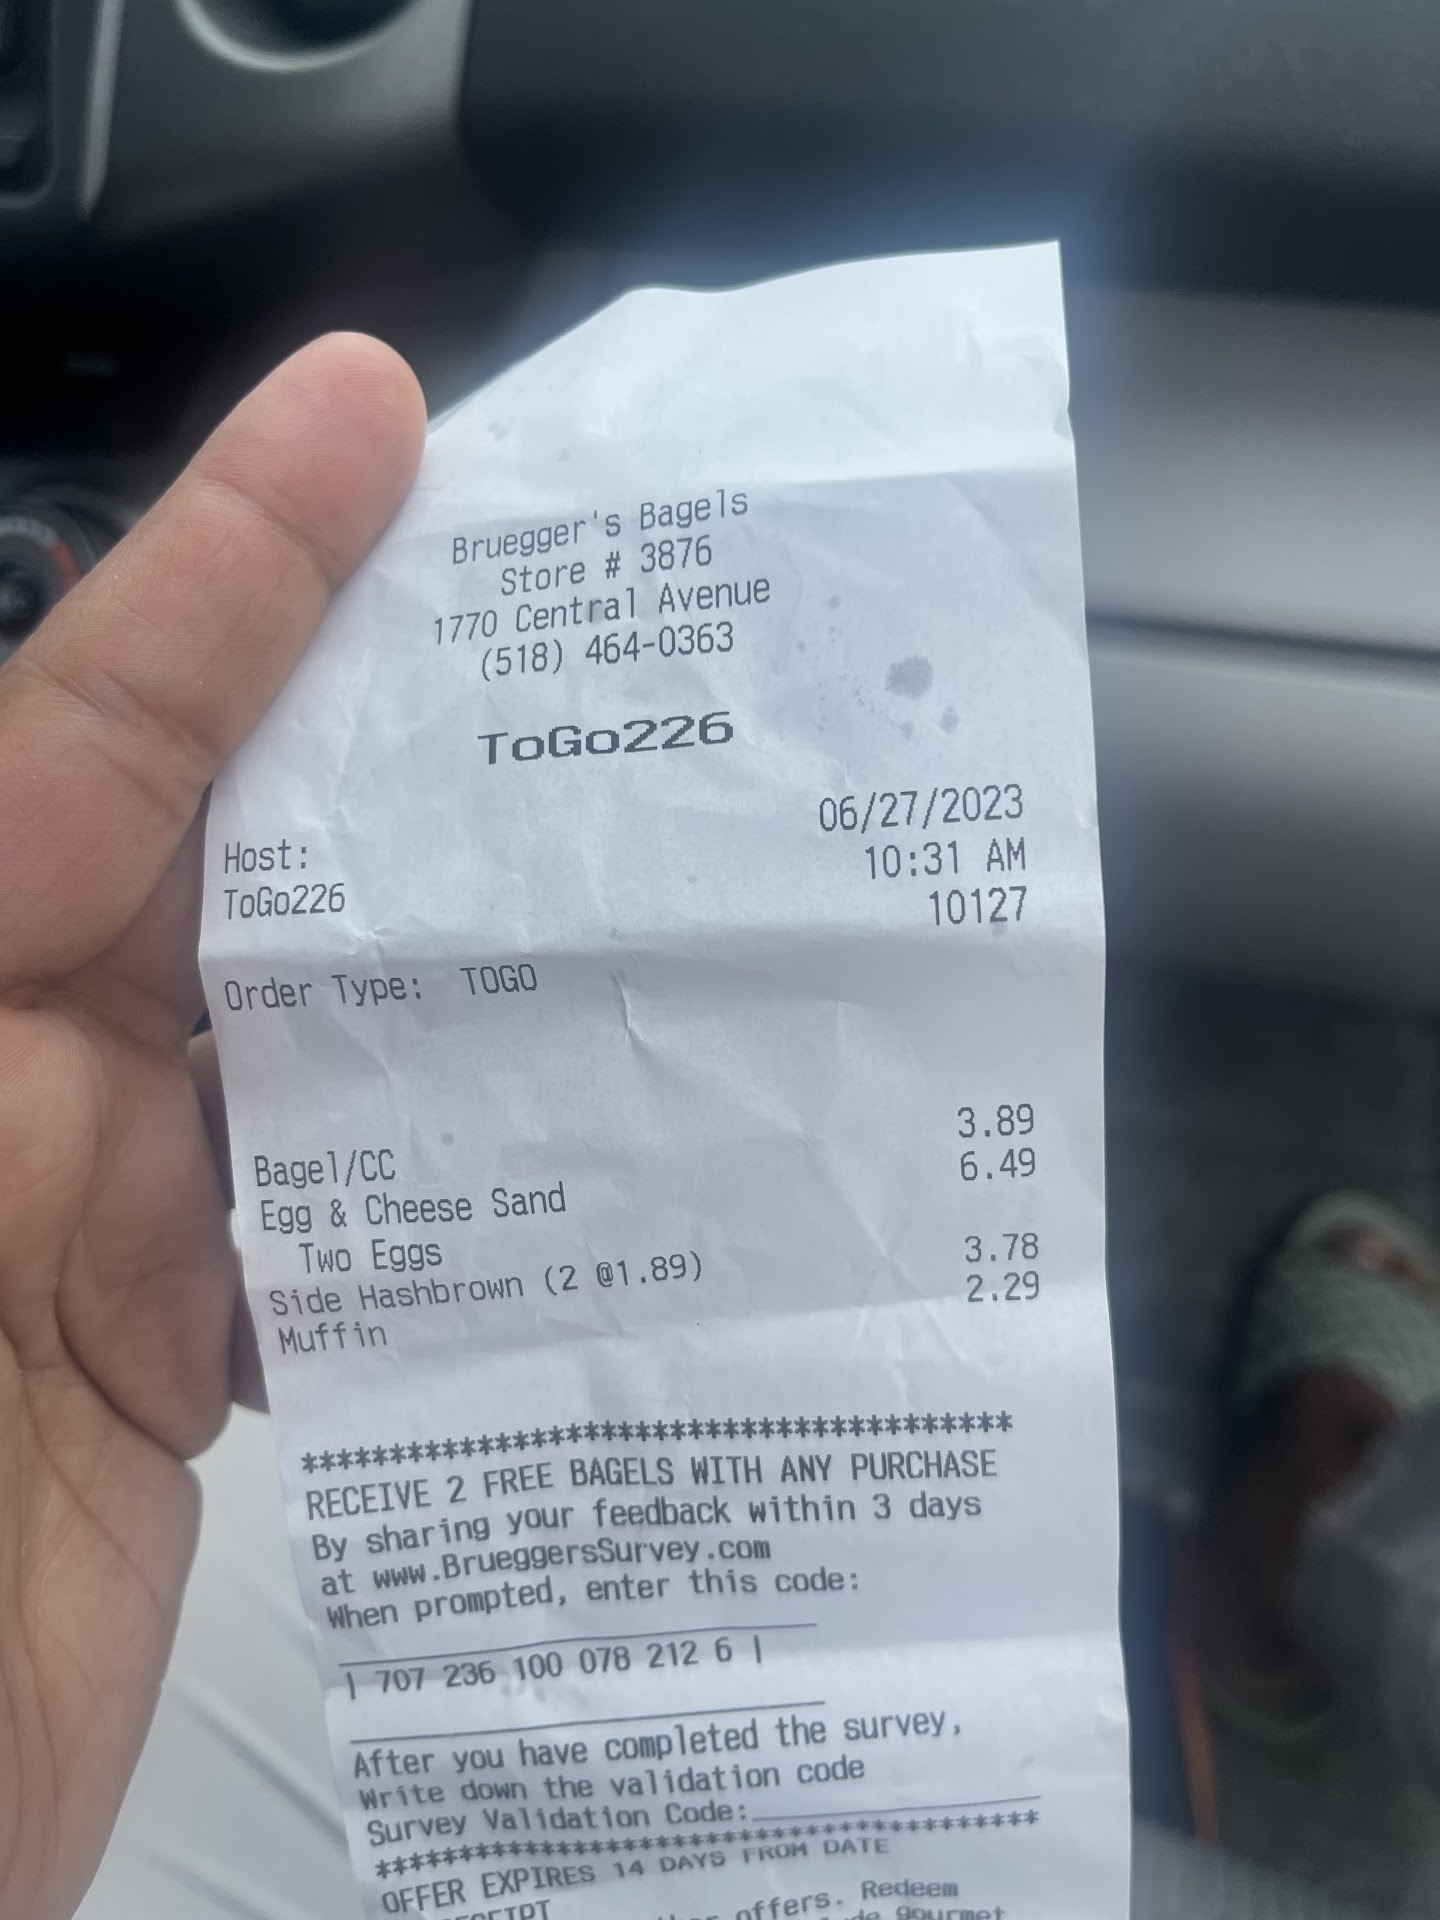 Bruegger's Bagels
Store # 3876
1770 Central Avenue
(518) 464-0363
ToGo226
06/27/2023
Host: 10:31 AM
ToGo226 10127
Order Type: TOGO
Bagel/CC 3.89
Egg & Cheese Sand 6.49
Two Eggs
Side Hashbrown (2 @1.89) 3.78
Muffin 2.29
****************************************
RECEIVE 2 FREE BAGELS WITH ANY PURCHASE
By sharing your feedback within 3 days
at www.BrueggersSurvey.com
When prompted, enter this code:
| 707 236 100 078 212 6 |
After you have completed the survey,
Write down the validation code
Survey Validation Code:
****************************************
OFFER EXPIRES 14 DAYS FROM DATE
offers. Redeem
gourmet